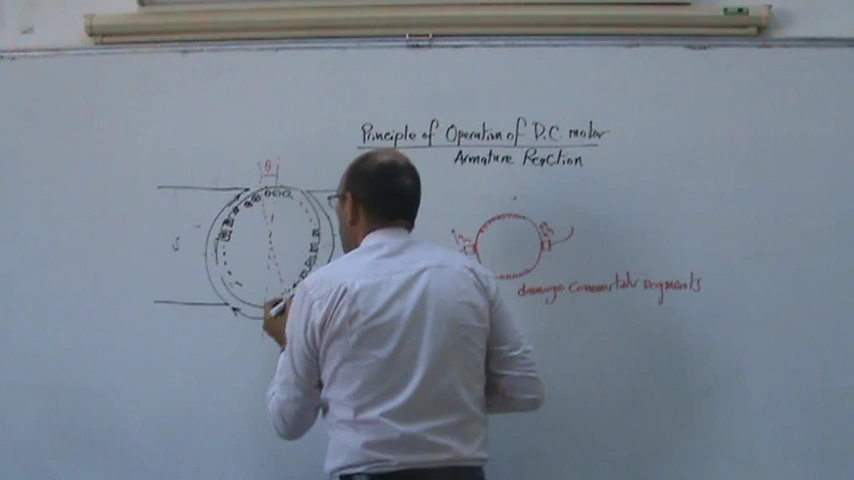 Principle of Operation of D.C motor
Armature Reaction
θ
S
damage commutator segments